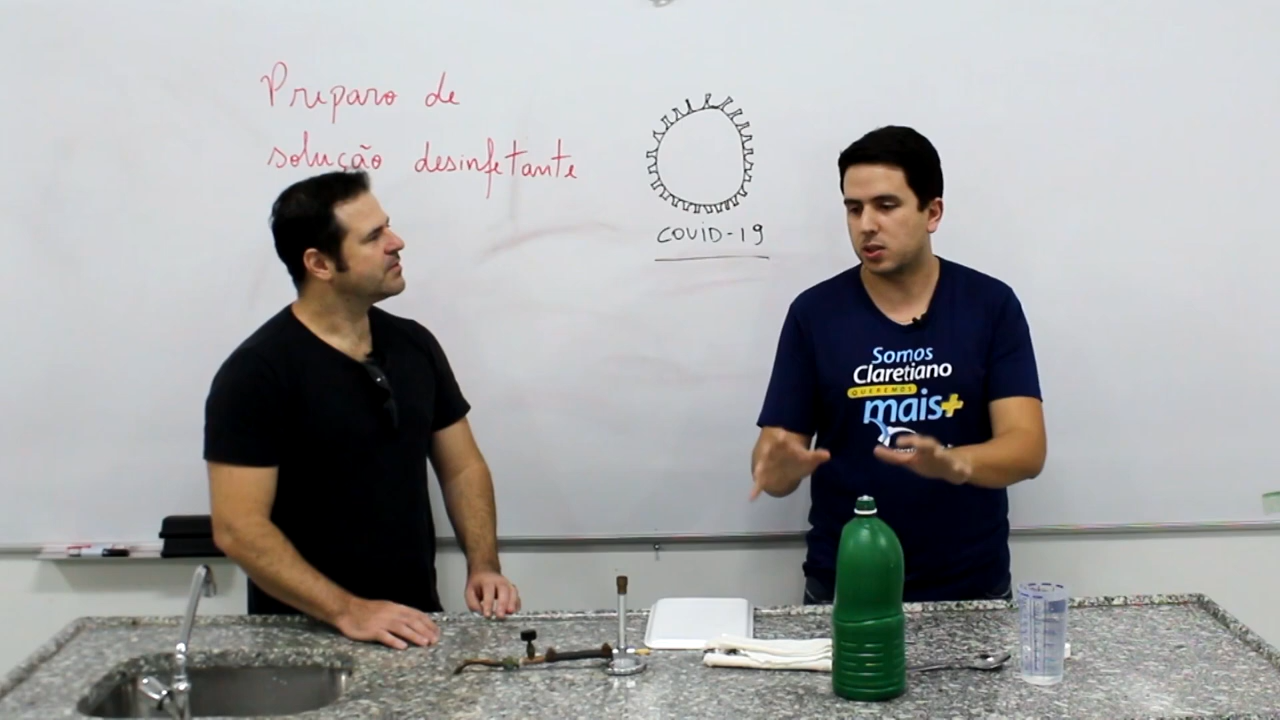 Preparo de
solução desinfetante
COVID-19
Somos
Claretiano
QUEREMOS
mais+